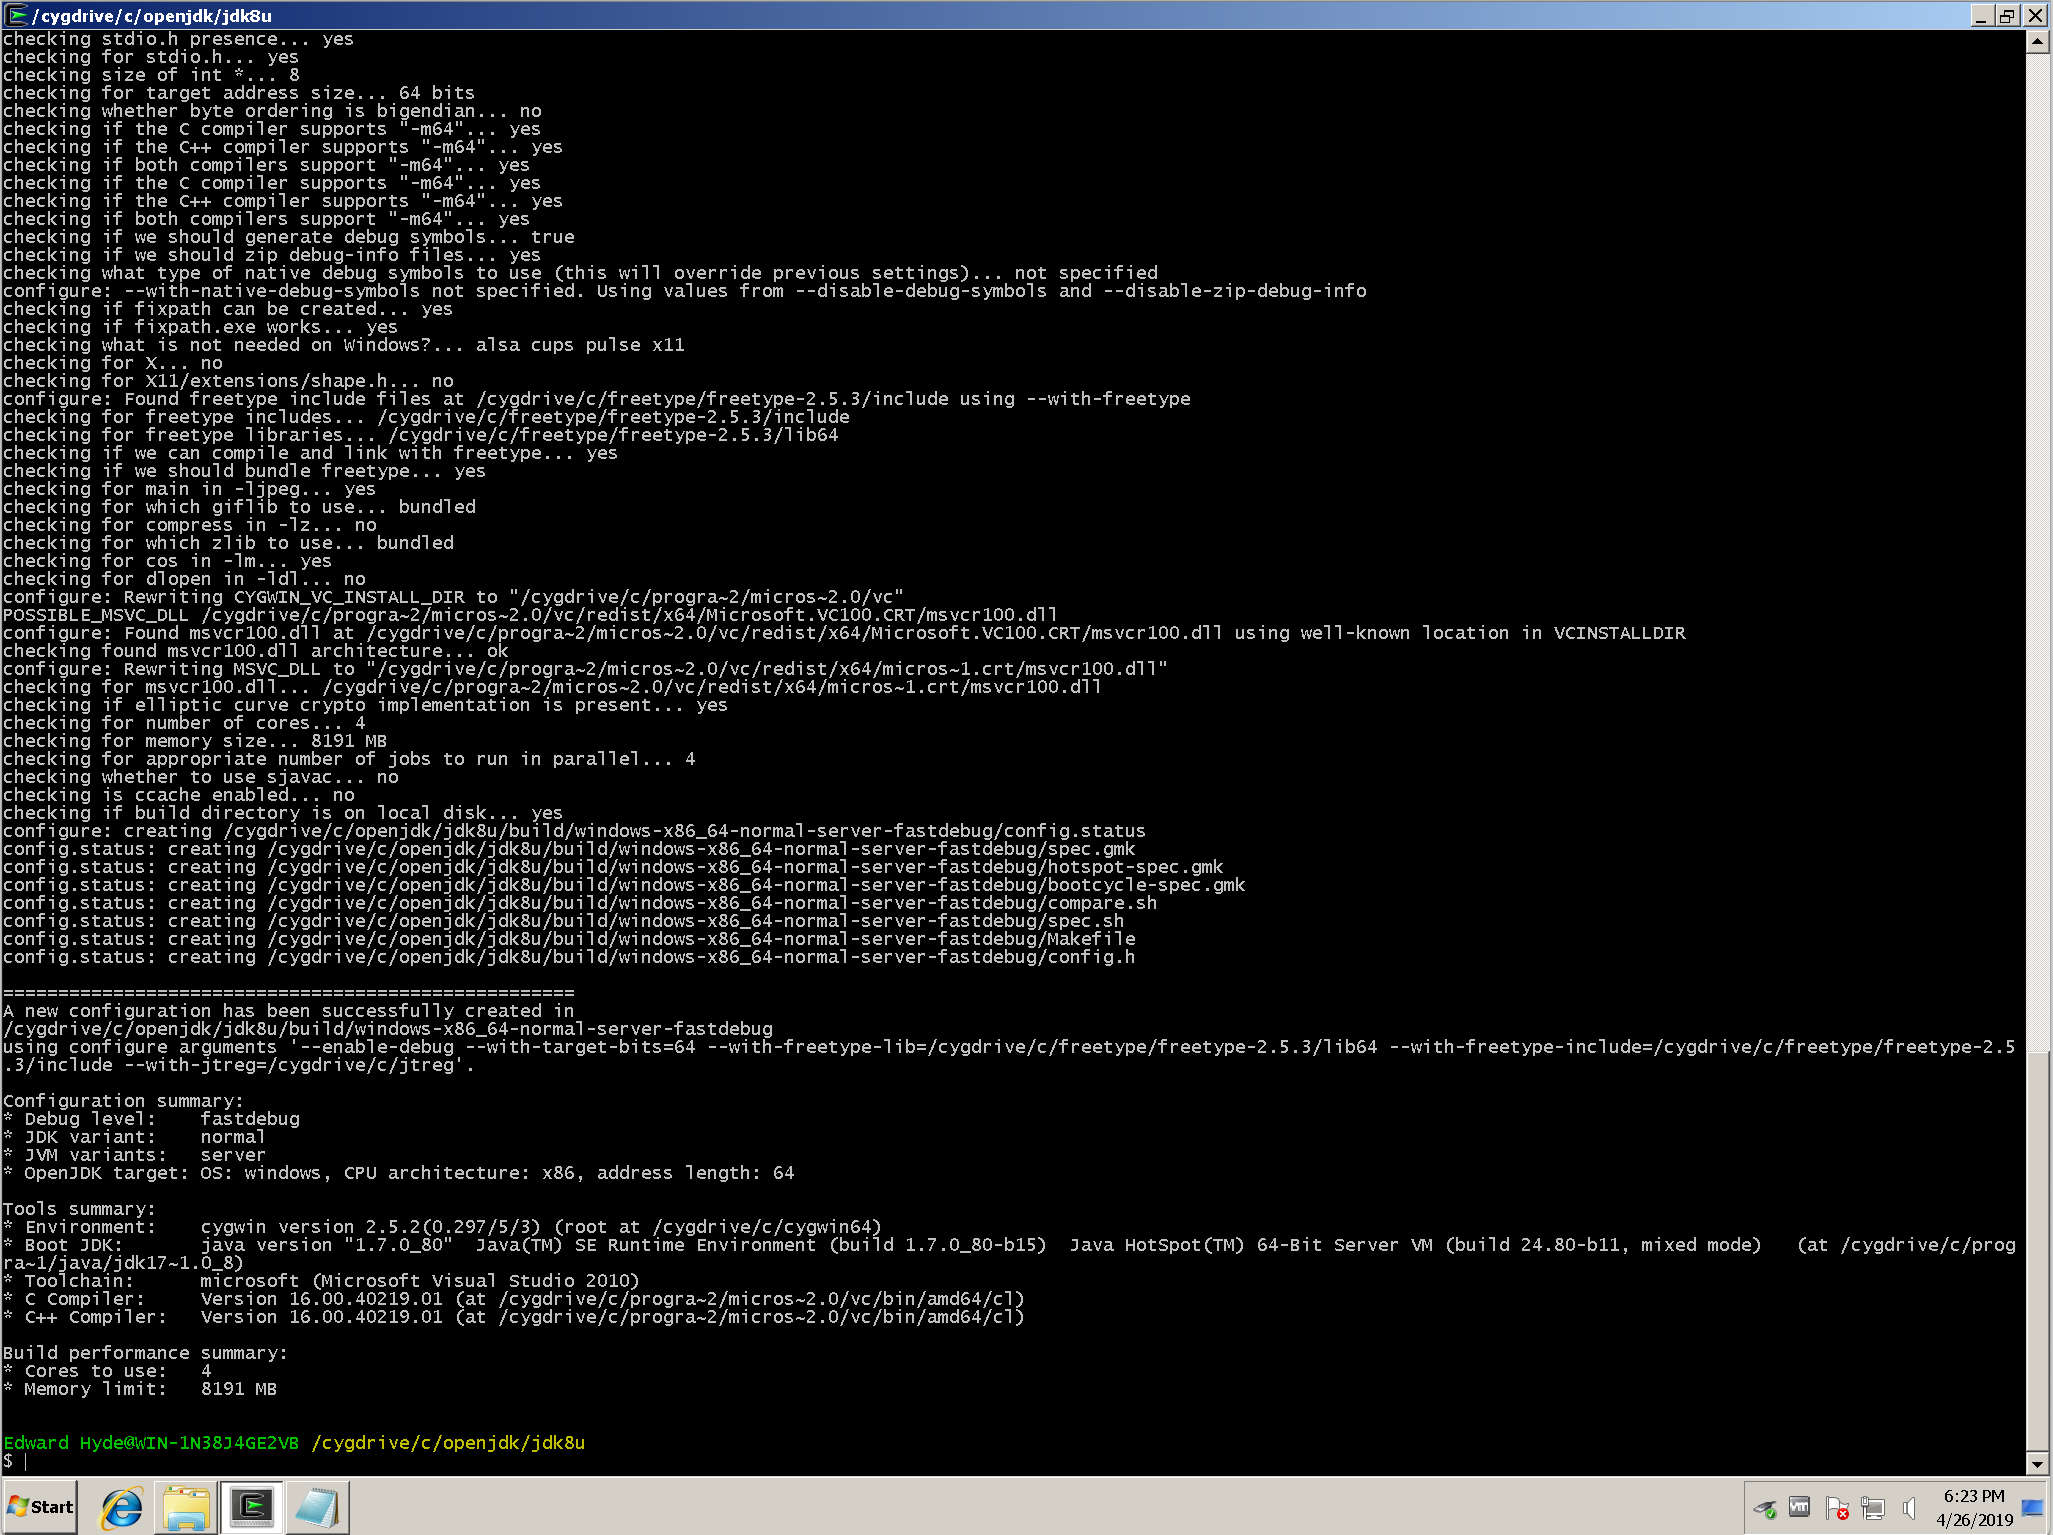 /cygdrive/c/openjdk/jdk8u
checking stdio.h presence... yes
checking for stdio.h... yes
checking size of int *... 8
checking for target address size... 64 bits
checking whether byte ordering is bigendian... no
checking if the C compiler supports "-m64"... yes
checking if the C++ compiler supports "-m64"... yes
checking if both compilers support "-m64"... yes
checking if the C compiler supports "-m64"... yes
checking if the C++ compiler supports "-m64"... yes
checking if both compilers support "-m64"... yes
checking if we should generate debug symbols... true
checking if we should zip debug-info files... yes
checking what type of native debug symbols to use (this will override previous settings)... not specified
configure: --with-native-debug-symbols not specified. Using values from --disable-debug-symbols and --disable-zip-debug-info
checking if fixpath can be created... yes
checking if fixpath.exe works... yes
checking what is not needed on Windows?... alsa cups pulse x11
checking for X... no
checking for X11/extensions/shape.h... no
configure: Found freetype include files at /cygdrive/c/freetype/freetype-2.5.3/include using --with-freetype
checking for freetype includes... /cygdrive/c/freetype/freetype-2.5.3/include
checking for freetype libraries... /cygdrive/c/freetype/freetype-2.5.3/lib64
checking if we can compile and link with freetype... yes
checking if we should bundle freetype... yes
checking for main in -ljpeg... yes
checking for which giflib to use... bundled
checking for compress in -lz... no
checking for which zlib to use... bundled
checking for cos in -lm... yes
checking for dlopen in -ldl... no
configure: Rewriting CYGWIN_VC_INSTALL_DIR to "/cygdrive/c/progra~2/micros~2.0/vc"
POSSIBLE_MSVC_DLL /cygdrive/c/progra~2/micros~2.0/vc/redist/x64/Microsoft.VC100.CRT/msvcr100.dll
configure: Found msvcr100.dll at /cygdrive/c/progra~2/micros~2.0/vc/redist/x64/Microsoft.VC100.CRT/msvcr100.dll using well-known location in VCINSTALLDIR
checking found msvcr100.dll architecture... ok
configure: Rewriting MSVC_DLL to "/cygdrive/c/progra~2/micros~2.0/vc/redist/x64/micros~1.crt/msvcr100.dll"
checking for msvcr100.dll... /cygdrive/c/progra~2/micros~2.0/vc/redist/x64/micros~1.crt/msvcr100.dll
checking if elliptic curve crypto implementation is present... yes
checking for number of cores... 4
checking for memory size... 8191 MB
checking for appropriate number of jobs to run in parallel... 4
checking whether to use sjavac... no
checking is ccache enabled... no
checking if build directory is on local disk... yes
configure: creating /cygdrive/c/openjdk/jdk8u/build/windows-x86_64-normal-server-fastdebug/config.status
config.status: creating /cygdrive/c/openjdk/jdk8u/build/windows-x86_64-normal-server-fastdebug/spec.gmk
config.status: creating /cygdrive/c/openjdk/jdk8u/build/windows-x86_64-normal-server-fastdebug/hotspot-spec.gmk
config.status: creating /cygdrive/c/openjdk/jdk8u/build/windows-x86_64-normal-server-fastdebug/bootcycle-spec.gmk
config.status: creating /cygdrive/c/openjdk/jdk8u/build/windows-x86_64-normal-server-fastdebug/compare.sh
config.status: creating /cygdrive/c/openjdk/jdk8u/build/windows-x86_64-normal-server-fastdebug/spec.sh
config.status: creating /cygdrive/c/openjdk/jdk8u/build/windows-x86_64-normal-server-fastdebug/Makefile
config.status: creating /cygdrive/c/openjdk/jdk8u/build/windows-x86_64-normal-server-fastdebug/config.h
====================================================
A new configuration has been successfully created in
/cygdrive/c/openjdk/jdk8u/build/windows-x86_64-normal-server-fastdebug
using configure arguments '--enable-debug --with-target-bits=64 --with-freetype-lib=/cygdrive/c/freetype/freetype-2.5.3/lib64 --with-freetype-include=/cygdrive/c/freetype/freetype-2.5
.3/include --with-jtreg=/cygdrive/c/jtreg'.
Configuration summary:
* Debug level:    fastdebug
* JDK variant:    normal
* JVM variants:   server
* OpenJDK target: OS: windows, CPU architecture: x86, address length: 64
Tools summary:
* Environment:    cygwin version 2.5.2(0.297/5/3) (root at /cygdrive/c/cygwin64)
* Boot JDK:       java version "1.7.0_80"  Java(TM) SE Runtime Environment (build 1.7.0_80-b15)  Java HotSpot(TM) 64-Bit Server VM (build 24.80-b11, mixed mode)   (at /cygdrive/c/prog
ra~1/java/jdk17~1.0_8)
* Toolchain:      microsoft (Microsoft Visual Studio 2010)
* C Compiler:     Version 16.00.40219.01 (at /cygdrive/c/progra~2/micros~2.0/vc/bin/amd64/cl)
* C++ Compiler:   Version 16.00.40219.01 (at /cygdrive/c/progra~2/micros~2.0/vc/bin/amd64/cl)
Build performance summary:
* Cores to use:   4
* Memory limit:   8191 MB
Edward Hyde@WIN-1N38J4GE2VB /cygdrive/c/openjdk/jdk8u
$
Start
vm
6:23 PM
4/26/2019